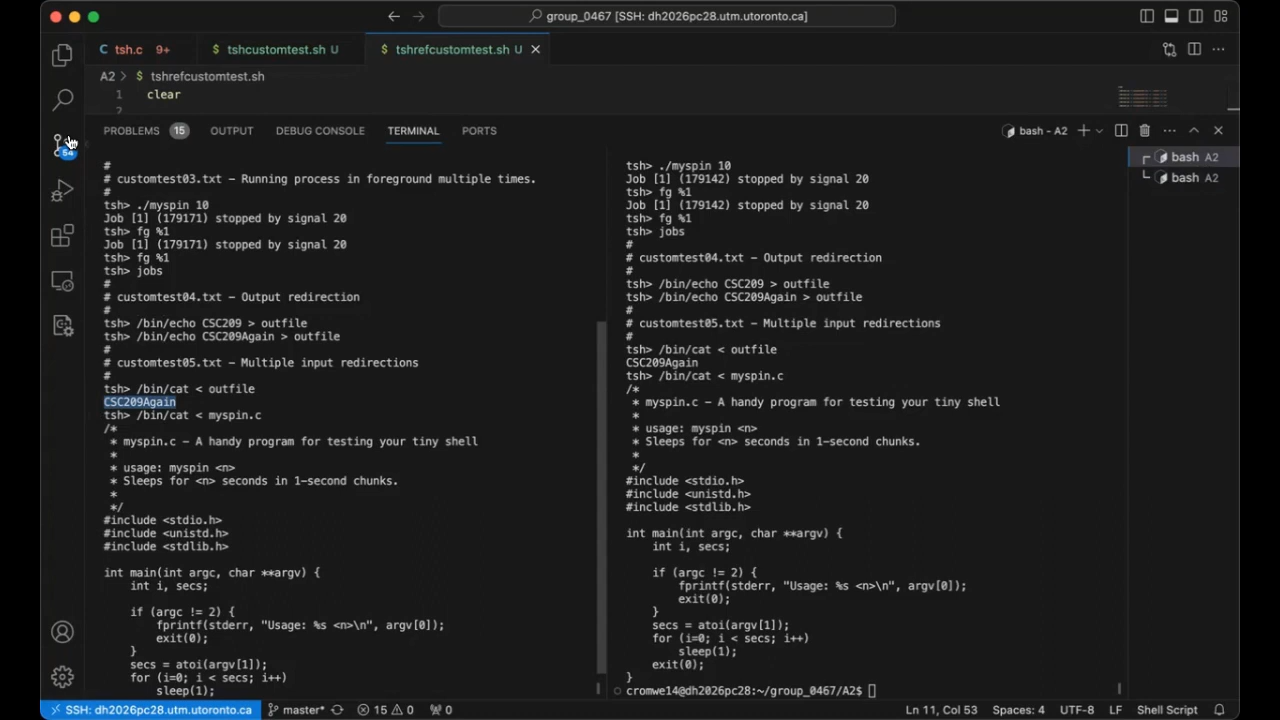 group_0467 [SSH: dh2026pc28.utm.utoronto.ca]
C tsh.c 9+
$ tshcustomtest.sh U
$ tshrefcustomtest.sh U
A2 > $ tshrefcustomtest.sh
1 clear
2
PROBLEMS 15 OUTPUT DEBUG CONSOLE TERMINAL PORTS
bash - A2
#
# customtest03.txt - Running process in foreground multiple times.
#
tsh> ./myspin 10
Job [1] (179171) stopped by signal 20
tsh> fg %1
Job [1] (179171) stopped by signal 20
tsh> fg %1
tsh> jobs
#
# customtest04.txt - Output redirection
#
tsh> /bin/echo CSC209 > outfile
tsh> /bin/echo CSC209Again > outfile
#
# customtest05.txt - Multiple input redirections
#
tsh> /bin/cat < outfile
CSC209Again
tsh> /bin/cat < myspin.c
/*
* myspin.c - A handy program for testing your tiny shell
*
* usage: myspin <n>
* Sleeps for <n> seconds in 1-second chunks.
*
*/
#include <stdio.h>
#include <unistd.h>
#include <stdlib.h>
int main(int argc, char **argv) {
int i, secs;
if (argc != 2) {
fprintf(stderr, "Usage: %s <n>\n", argv[0]);
exit(0);
}
secs = atoi(argv[1]);
for (i=0; i < secs; i++)
sleep(1);
tsh> ./myspin 10
Job [1] (179142) stopped by signal 20
tsh> fg %1
Job [1] (179142) stopped by signal 20
tsh> fg %1
tsh> jobs
#
# customtest04.txt - Output redirection
#
tsh> /bin/echo CSC209 > outfile
tsh> /bin/echo CSC209Again > outfile
#
# customtest05.txt - Multiple input redirections
#
tsh> /bin/cat < outfile
CSC209Again
tsh> /bin/cat < myspin.c
/*
* myspin.c - A handy program for testing your tiny shell
*
* usage: myspin <n>
* Sleeps for <n> seconds in 1-second chunks.
*
*/
#include <stdio.h>
#include <unistd.h>
#include <stdlib.h>
int main(int argc, char **argv) {
int i, secs;
if (argc != 2) {
fprintf(stderr, "Usage: %s <n>\n", argv[0]);
exit(0);
}
secs = atoi(argv[1]);
for (i=0; i < secs; i++)
sleep(1);
exit(0);
}
cromwe14@dh2026pc28:~/group_0467/A2$
bash A2
bash A2
54
SSH: dh2026pc28.utm.utoronto.ca master* 15 0 0 Ln 11, Col 53 Spaces: 4 UTF-8 LF Shell Script